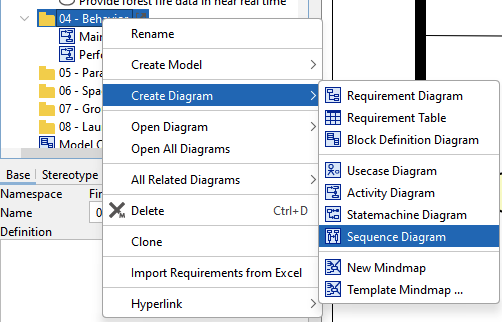 Provide forest fire data in near real time
04 - Behavior
Rename
Main
Create Model
Perfo
05 - Para
Create Diagram
Requirement Diagram
06 - Spa
Requirement Table
07 - Gro
Open Diagram
Block Definition Diagram
08 - Lau
Open All Diagrams
Model C
Usecase Diagram
Base Stereotype
All Related Diagrams
Activity Diagram
Namespace Fir
Name 0
Delete Ctrl+D
Statemachine Diagram
Definition
Clone
Sequence Diagram
Import Requirements from Excel
New Mindmap
Hyperlink
Template Mindmap ...